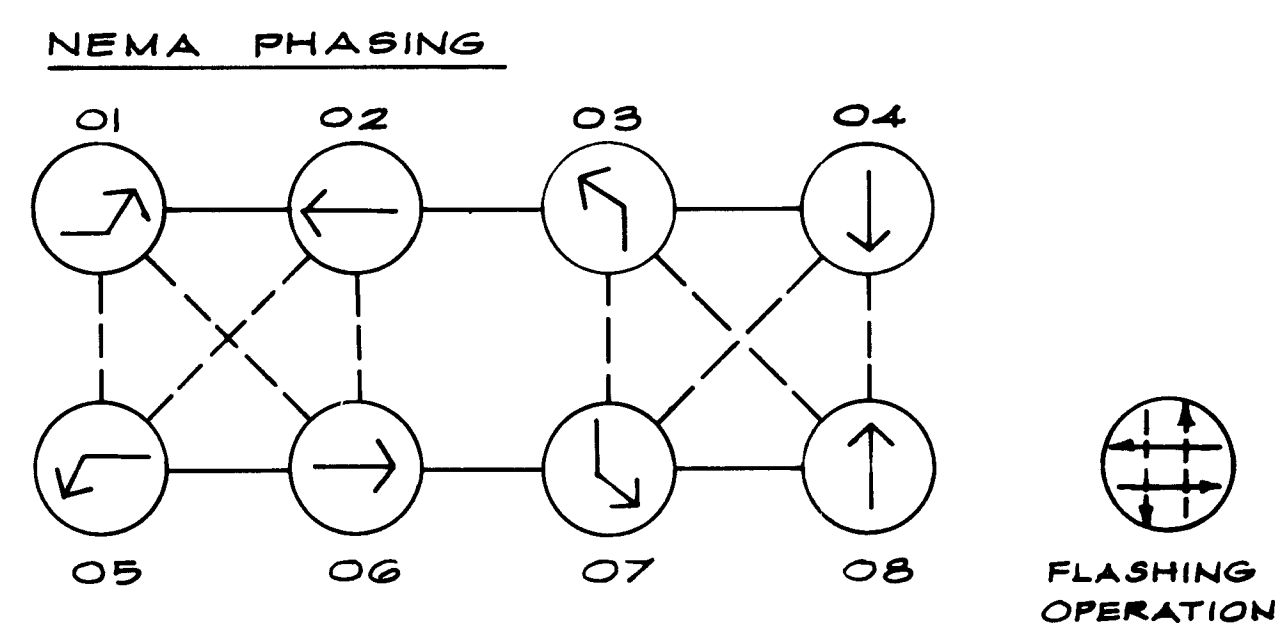 NEMA PHASING
01 02 03 04
05 06 07 08
FLASHING
OPERATION